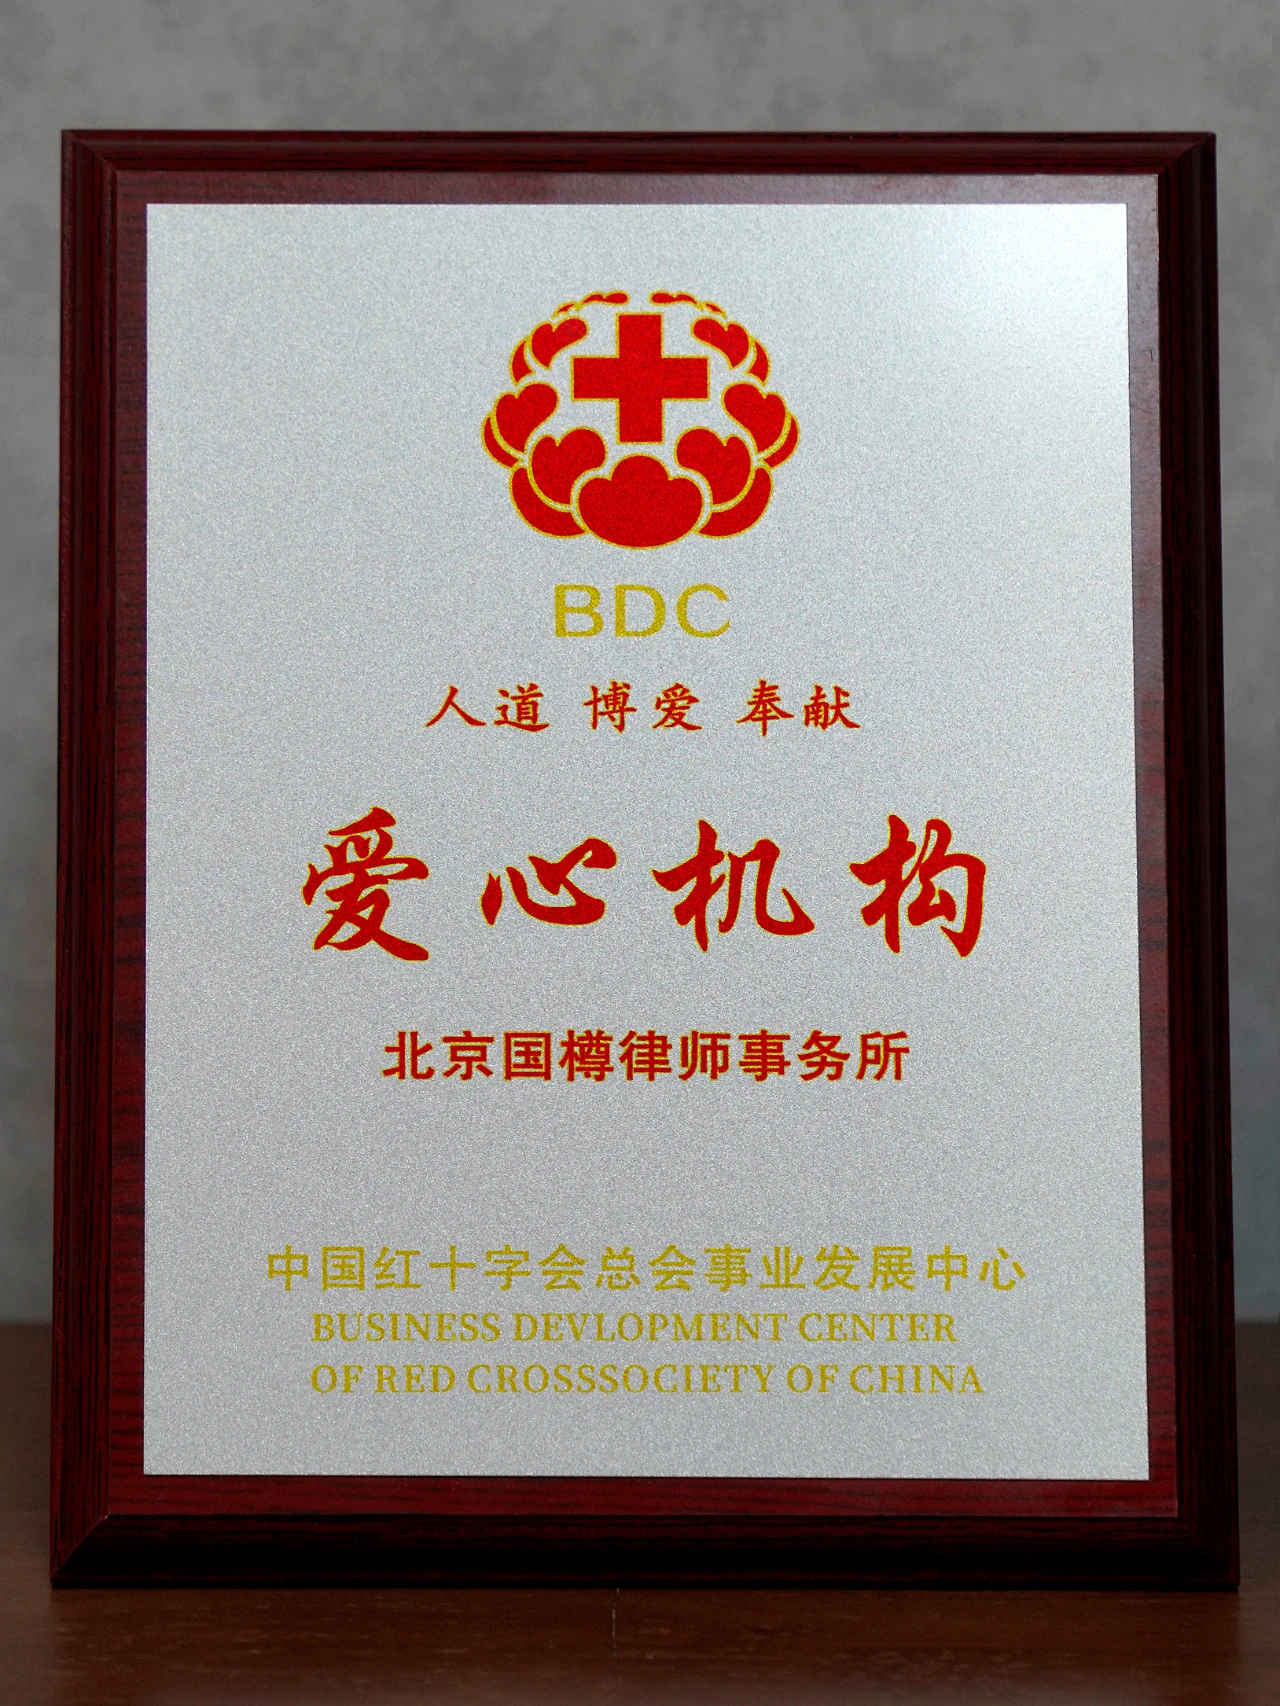 BDC
人道 博爱 奉献
爱心机构
北京国樽律师事务所
中国红十字会总会事业发展中心
BUSINESS DEVLOPMENT CENTER
OF RED CROSSSOCIETY OF CHINA